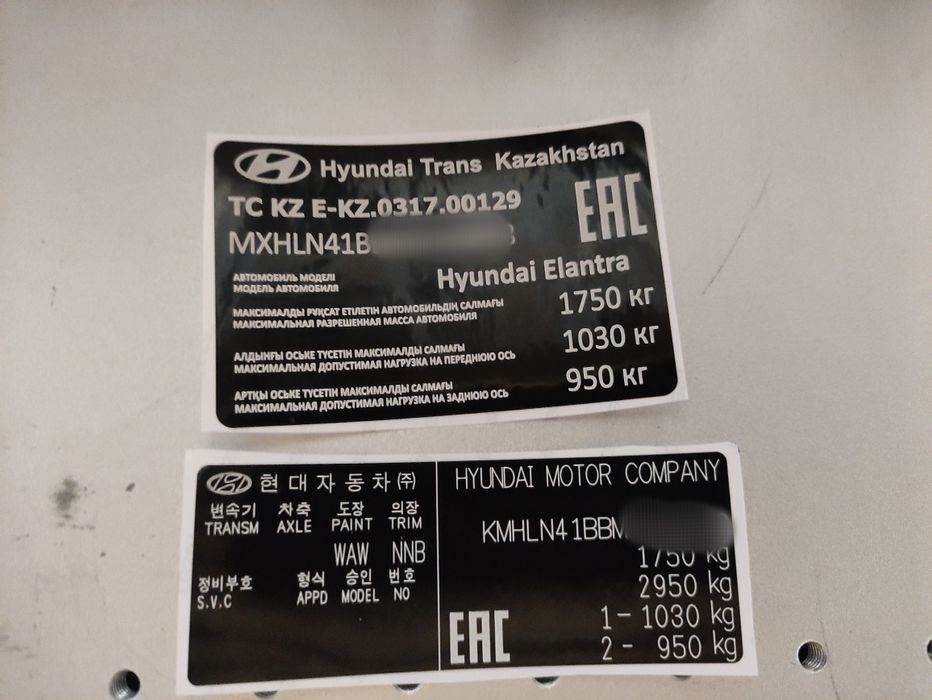 Hyundai Trans Kazakhstan
TC KZ E-KZ.0317.00129
EAC
MXHLN41B
АВТОМОБИЛЬ МОДЕЛІ
МОДЕЛЬ АВТОМОБИЛЯ
Hyundai Elantra
МАКСИМАЛДЫ РҰҚСАТ ЕТІЛЕТІН АВТОМОБИЛЬДІҢ САЛМАҒЫ
МАКСИМАЛЬНАЯ РАЗРЕШЕННАЯ МАССА АВТОМОБИЛЯ
1750 кг
АЛДЫҢҒЫ ОСЬКЕ ТҮСЕТІН МАКСИМАЛДЫ САЛМАҒЫ
МАКСИМАЛЬНАЯ ДОПУСТИМАЯ НАГРУЗКА НА ПЕРЕДНЮЮ ОСЬ
1030 кг
АРТҚЫ ОСЬКЕ ТҮСЕТІН МАКСИМАЛДЫ САЛМАҒЫ
МАКСИМАЛЬНАЯ ДОПУСТИМАЯ НАГРУЗКА НА ЗАДНЮЮ ОСЬ
950 кг
현대자동차㈜
변속기 차축 도장 의장
TRANSM AXLE PAINT TRIM
WAW NNB
정비부호 형식 승인 번호
S.V.C APPD MODEL NO
HYUNDAI MOTOR COMPANY
KMHLN41BBM
1750 kg
2950 kg
EAC
1 - 1030 kg
2 - 950 kg